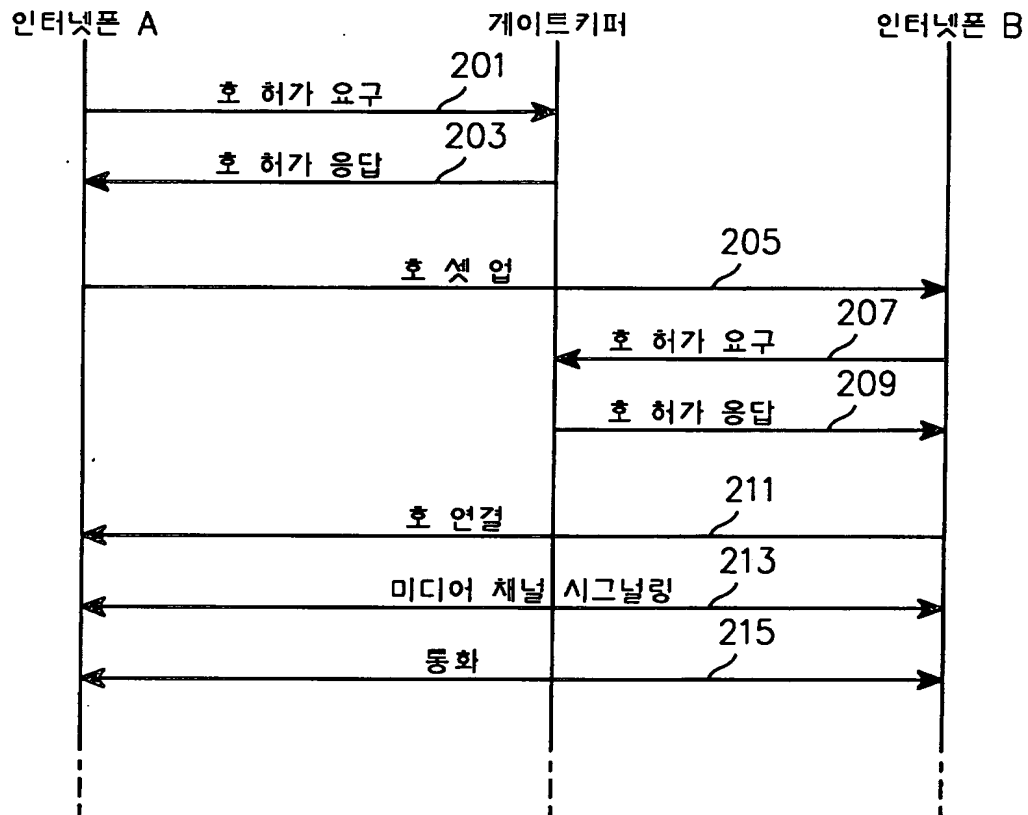 인터넷폰 A
게이트키퍼
인터넷폰 B
201
호 허가 요구
203
호 허가 응답
205
호 셋 업
207
호 허가 요구
209
호 허가 응답
211
호 연결
213
미디어 채널 시그널링
215
통화